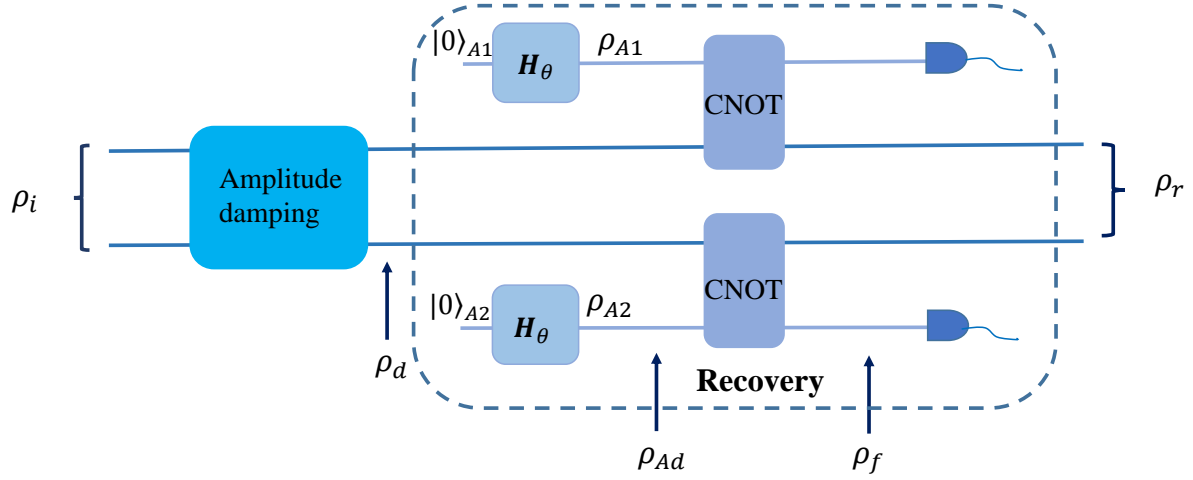 |0⟩A1
Hθ
ρA1
CNOT
ρi
Amplitude
damping
ρr
|0⟩A2
Hθ
ρA2
CNOT
ρd
Recovery
ρAd
ρf